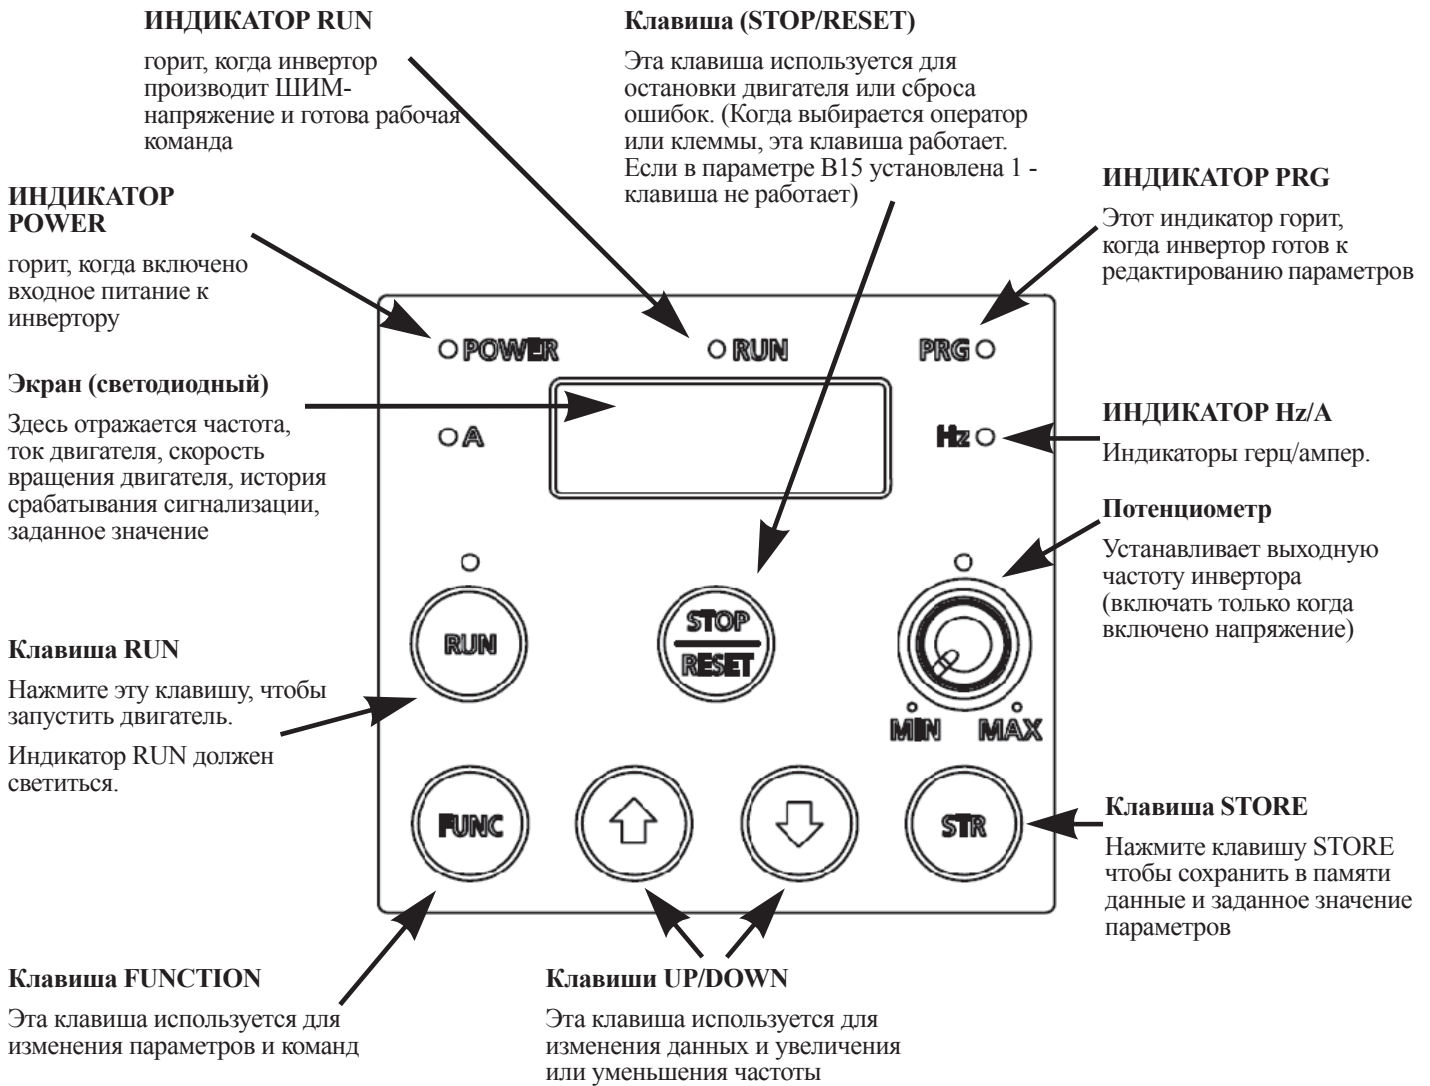 ИНДИКАТОР RUN
горит, когда инвертор
производит ШИМ-
напряжение и готова рабочая
команда
Клавиша (STOP/RESET)
Эта клавиша используется для
остановки двигателя или сброса
ошибок. (Когда выбирается оператор
или клеммы, эта клавиша работает.
Если в параметре B15 установлена 1 -
клавиша не работает)
ИНДИКАТОР PRG
Этот индикатор горит,
когда инвертор готов к
редактированию параметров
ИНДИКАТОР
POWER
горит, когда включено
входное питание к
инвертору
Экран (светодиодный)
Здесь отражается частота,
ток двигателя, скорость
вращения двигателя, история
срабатывания сигнализации,
заданное значение
POWER
RUN
PRG
A
Hz
ИНДИКАТОР Hz/A
Индикаторы герц/ампер.
Потенциометр
Устанавливает выходную
частоту инвертора
(включать только когда
включено напряжение)
RUN
STOP
RESET
MIN
MAX
Клавиша RUN
Нажмите эту клавишу, чтобы
запустить двигатель.
Индикатор RUN должен
светиться.
FUNC
STR
Клавиша STORE
Нажмите клавишу STORE
чтобы сохранить в памяти
данные и заданное значение
параметров
Клавиша FUNCTION
Эта клавиша используется для
изменения параметров и команд
Клавиши UP/DOWN
Эта клавиша используется для
изменения данных и увеличения
или уменьшения частоты